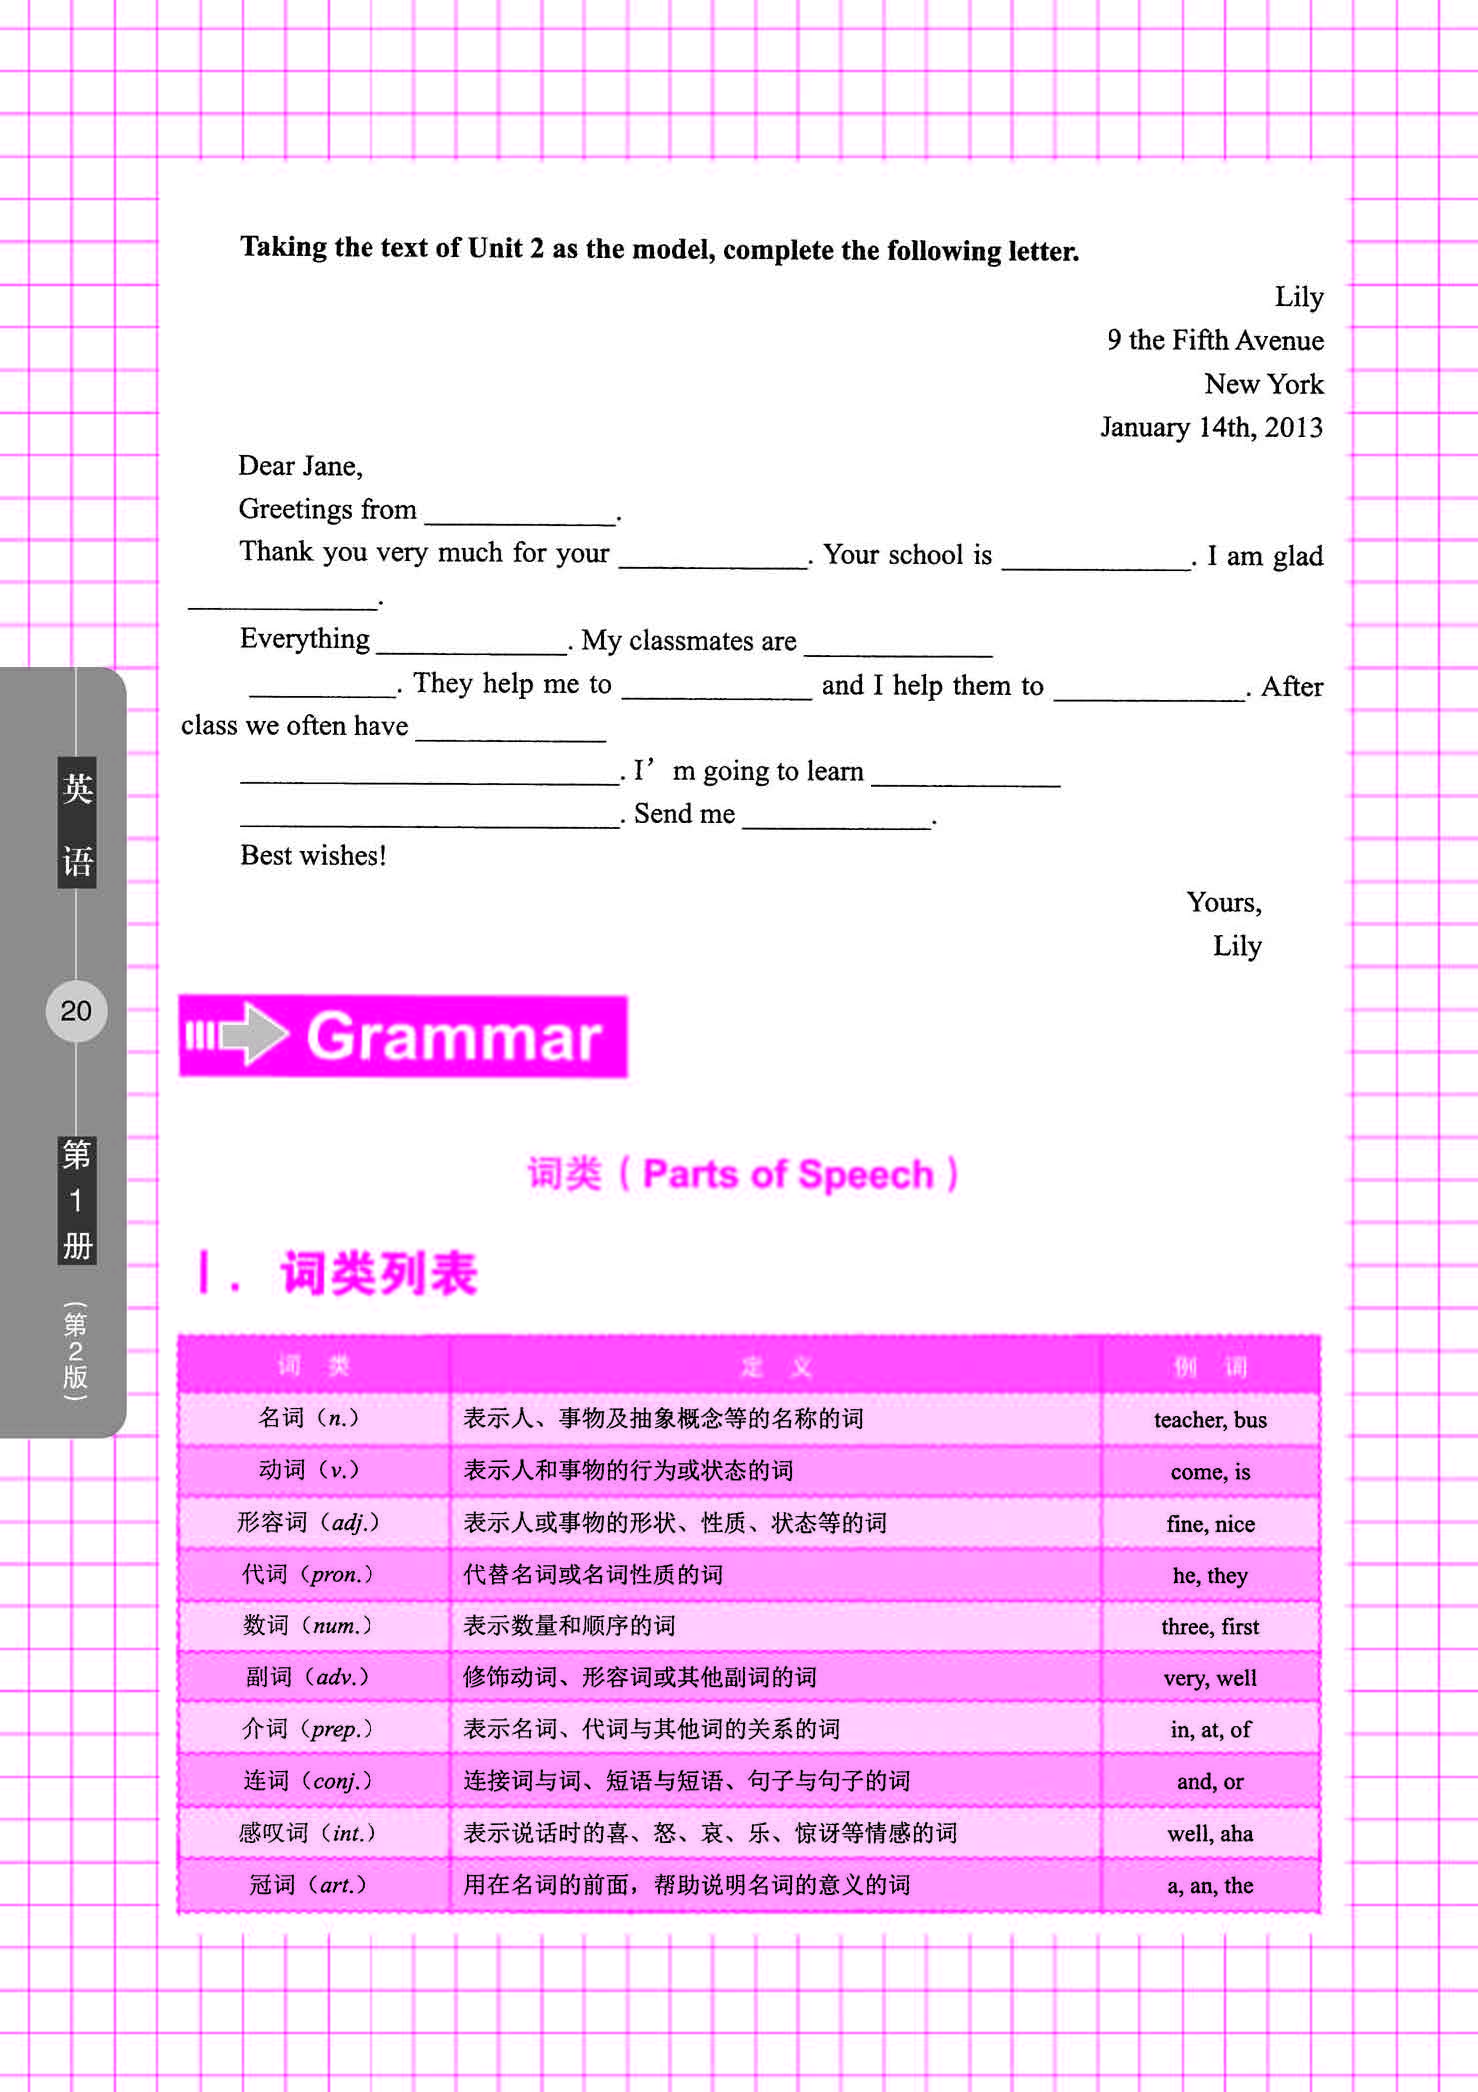 Taking the text of Unit 2 as the model, complete the following letter.
Lily
9 the Fifth Avenue
New York
January 14th, 2013
Dear Jane,
Greetings from ____________.
Thank you very much for your ____________. Your school is ____________. I am glad
____________.
Everything ____________. My classmates are ____________
__________. They help me to ____________ and I help them to ____________. After
class we often have ____________
________________________. I’m going to learn ____________
________________________. Send me ____________.
Best wishes!
Yours,
Lily
英语
20
第1册
（第2版）
Grammar
词类（Parts of Speech）
Ⅰ. 词类列表
词 类 定 义 例 词
名词（n.） 表示人、事物及抽象概念等的名称的词 teacher, bus
动词（v.） 表示人和事物的行为或状态的词 come, is
形容词（adj.） 表示人或事物的形状、性质、状态等的词 fine, nice
代词（pron.） 代替名词或名词性质的词 he, they
数词（num.） 表示数量和顺序的词 three, first
副词（adv.） 修饰动词、形容词或其他副词的词 very, well
介词（prep.） 表示名词、代词与其他词的关系的词 in, at, of
连词（conj.） 连接词与词、短语与短语、句子与句子的词 and, or
感叹词（int.） 表示说话时的喜、怒、哀、乐、惊讶等情感的词 well, aha
冠词（art.） 用在名词的前面，帮助说明名词的意义的词 a, an, the